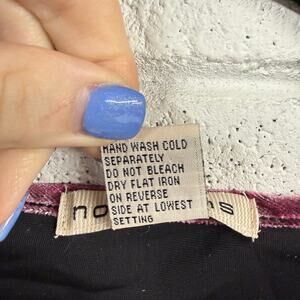 HAND WASH COLD
SEPARATELY
DO NOT BLEACH
DRY FLAT IRON
ON REVERSE
SIDE AT LOWEST
SETTING